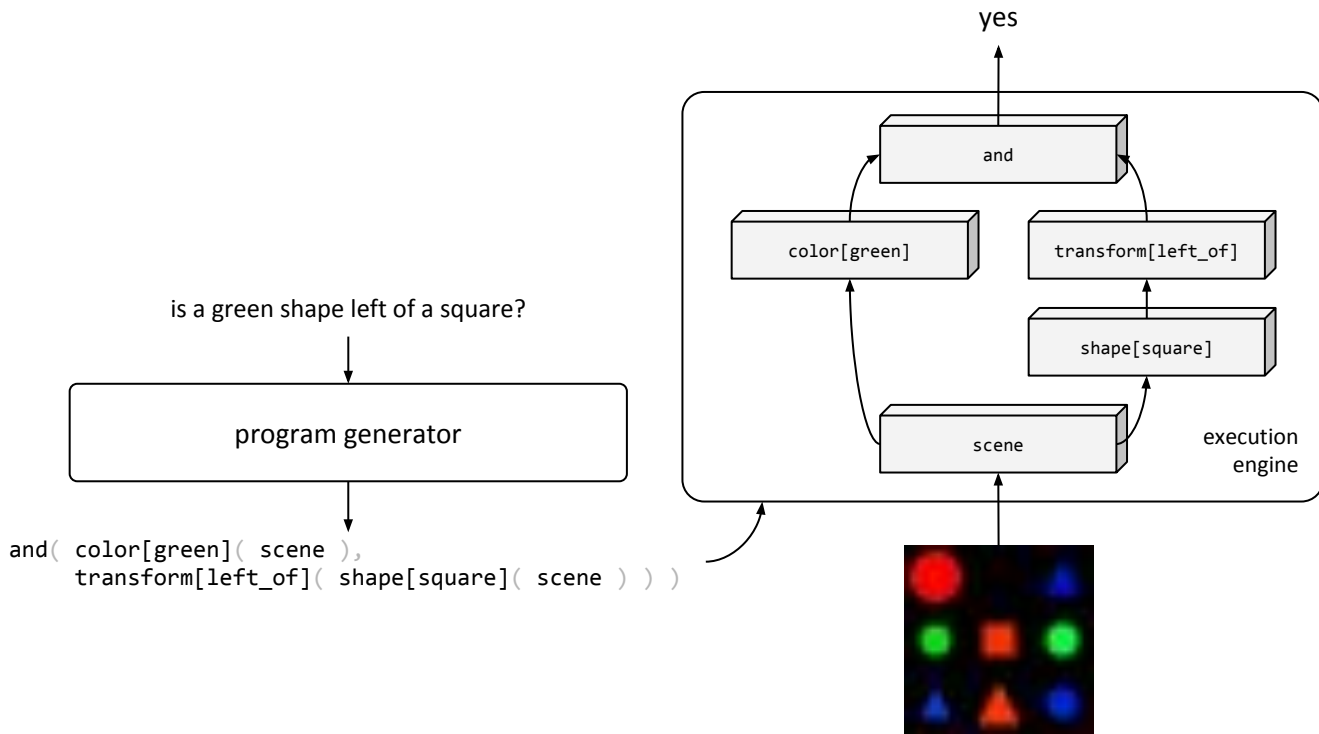 yes
and
color[green]
transform[left_of]
is a green shape left of a square?
shape[square]
program generator
scene
execution
engine
and( color[green]( scene ),
transform[left_of]( shape[square]( scene ) ) )